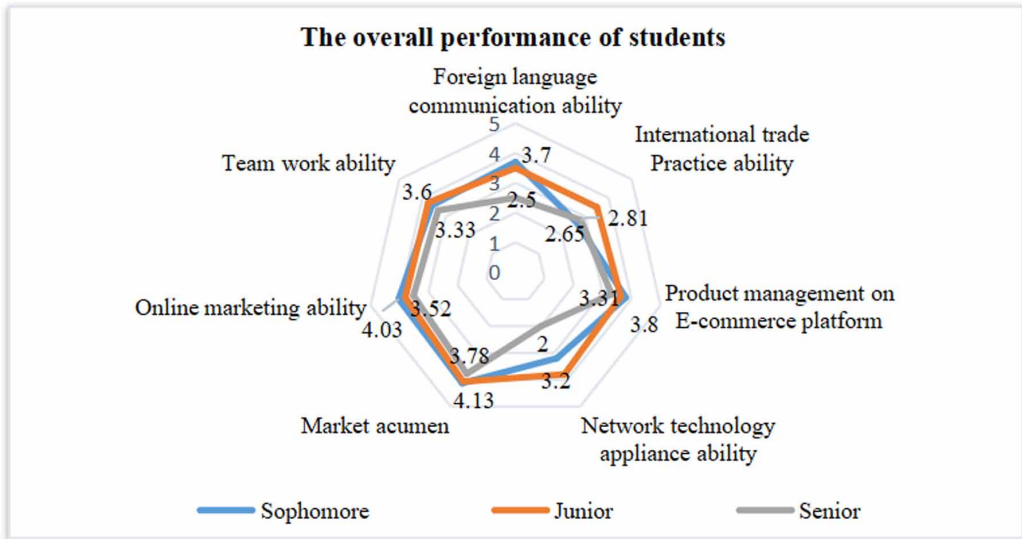 The overall performance of students
Foreign language
communication ability
International trade
Practice ability
Product management on
E-commerce platform
Network technology
appliance ability
Market acumen
Online marketing ability
Team work ability
5
4
3
2
1
0
3.7
2.5
2.81
2.65
3.31
3.8
2
3.2
3.78
4.13
3.52
4.03
3.6
3.33
Sophomore
Junior
Senior